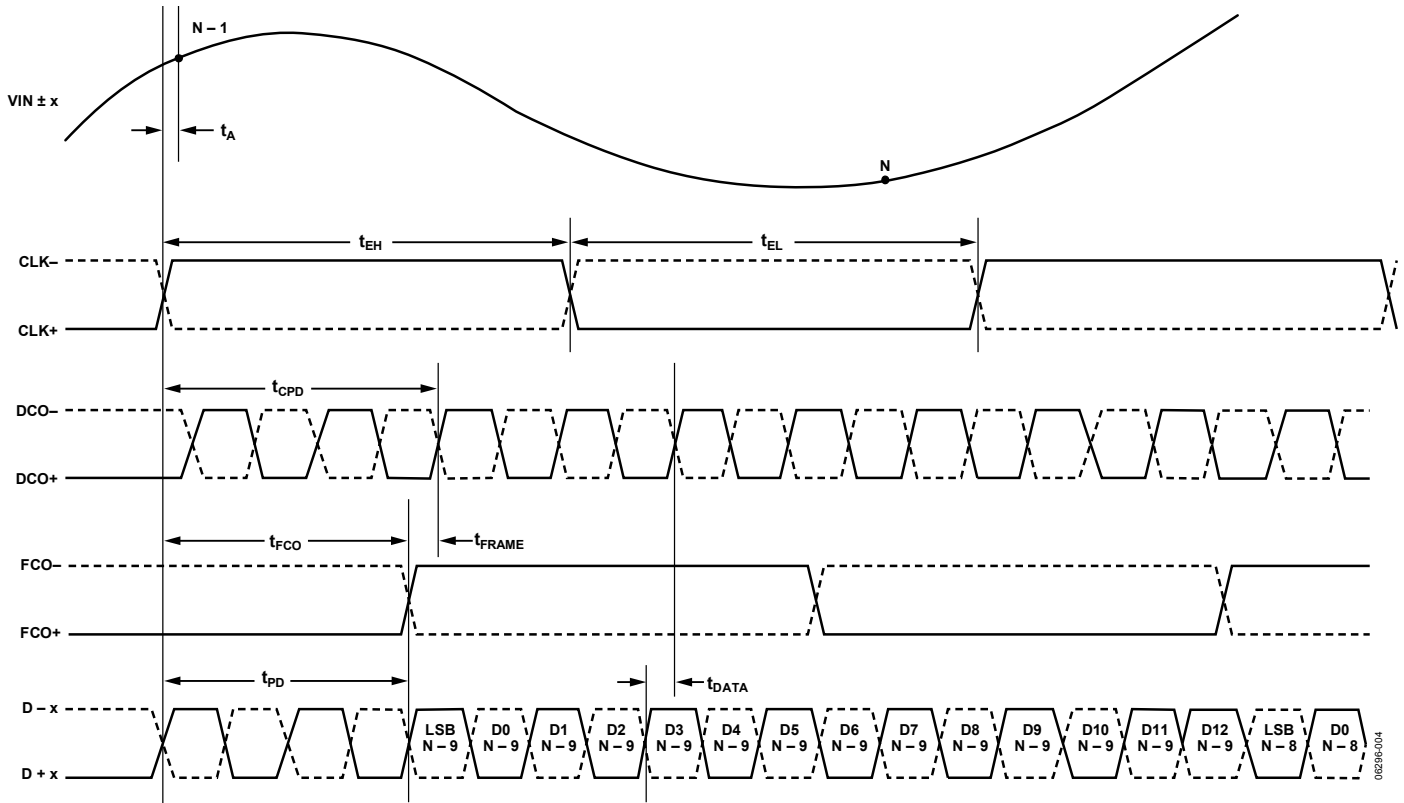 N – 1
VIN ± x
tA
N
tEH
tEL
CLK–
CLK+
tCPD
DCO–
DCO+
tFCO
tFRAME
FCO–
FCO+
tPD
tDATA
D – x
LSB N – 9
D0 N – 9
D1 N – 9
D2 N – 9
D3 N – 9
D4 N – 9
D5 N – 9
D6 N – 9
D7 N – 9
D8 N – 9
D9 N – 9
D10 N – 9
D11 N – 9
D12 N – 9
LSB N – 8
D0 N – 8
D + x
06296-004